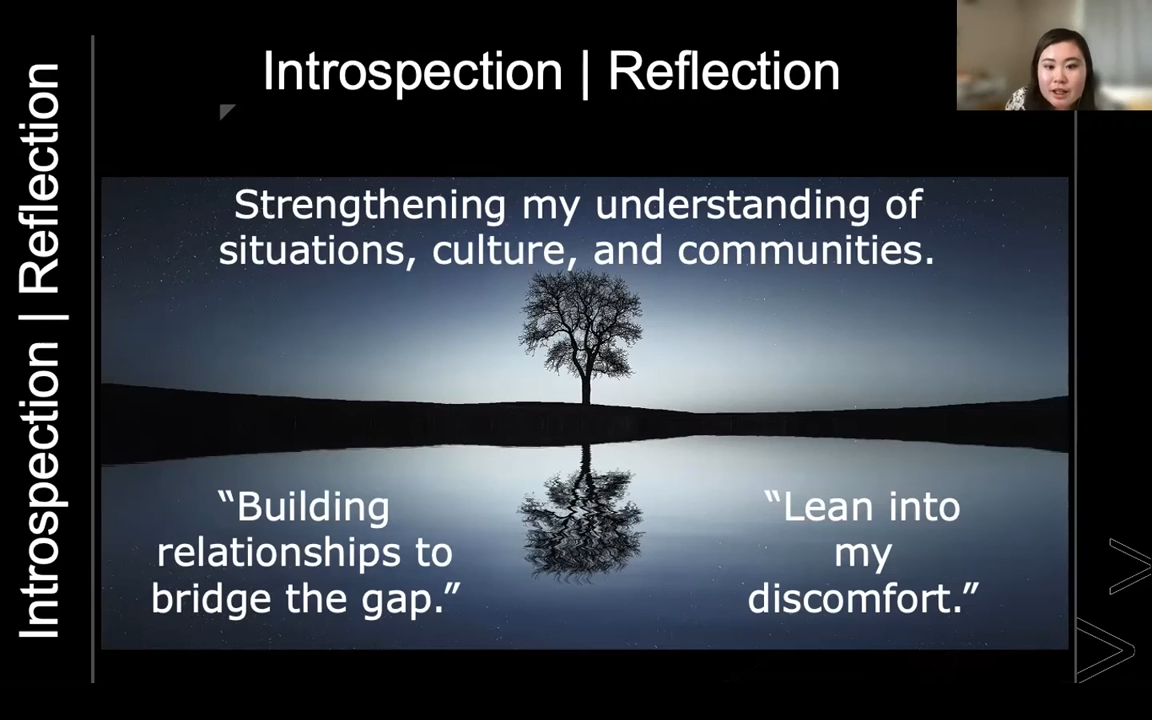 Introspection | Reflection
Introspection | Reflection
Strengthening my understanding of
situations, culture, and communities.
“Building
relationships to
bridge the gap.”
“Lean into
my
discomfort.”